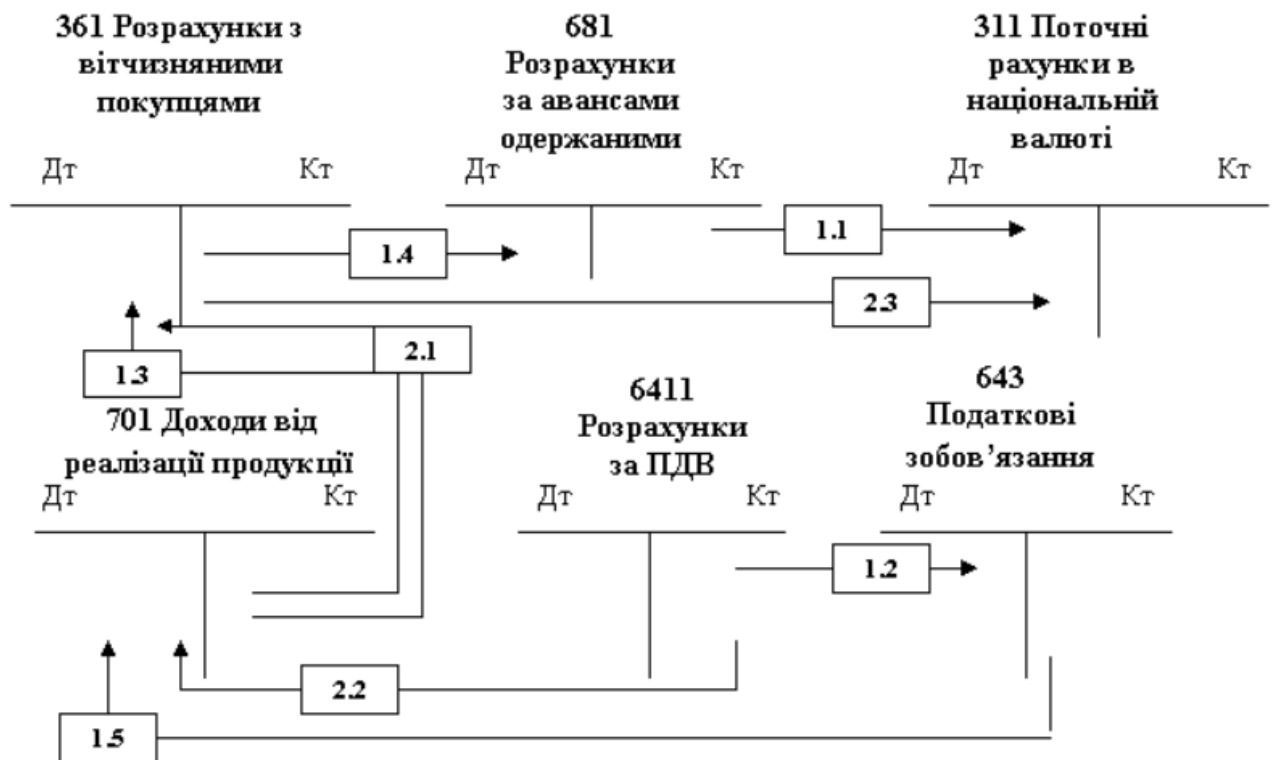 361 Розрахунки з
вітчизняними
покупцями
681
Розрахунки
за авансами
одержаними
311 Поточні
рахунки в
національній
валюті
Дт Кт
Дт Кт
Дт Кт
1.4
1.1
2.3
2.1
1.3
701 Доходи від
реалізації продукції
6411
Розрахунки
за ПДВ
643
Податкові
зобов’язання
Дт Кт
Дт Кт
Дт Кт
1.2
2.2
1.5